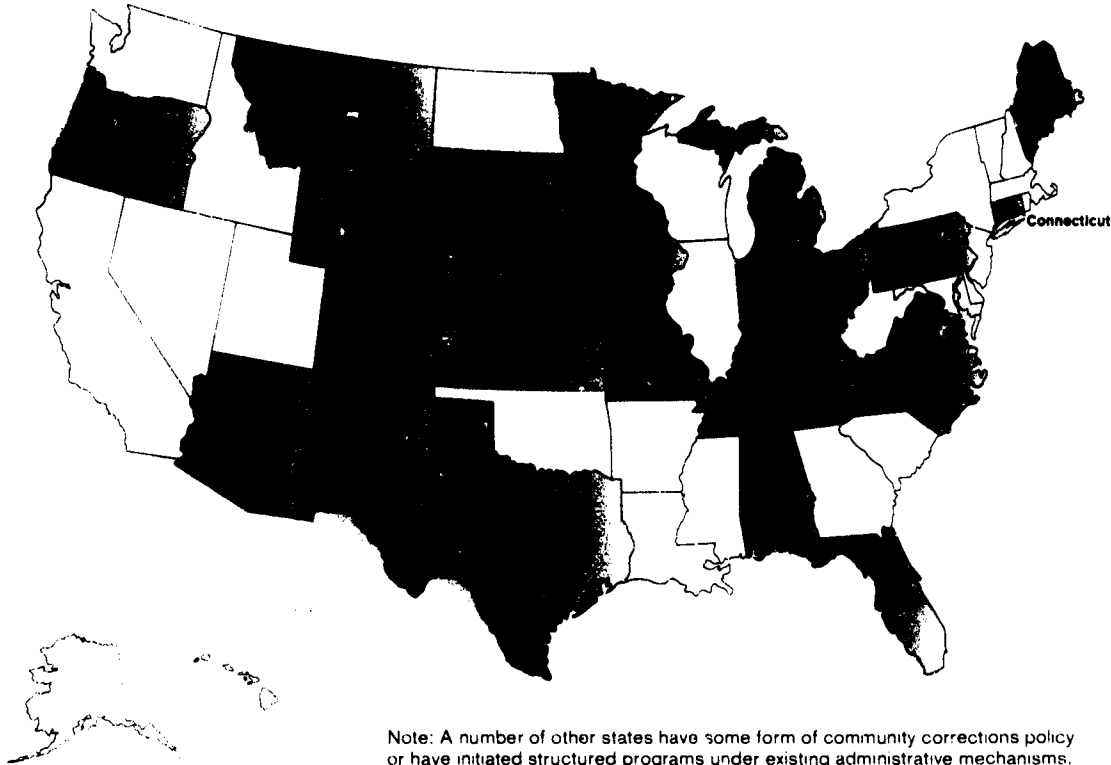 Connecticut
Note: A number of other states have some form of community corrections policy
or have initiated structured programs under existing administrative mechanisms.